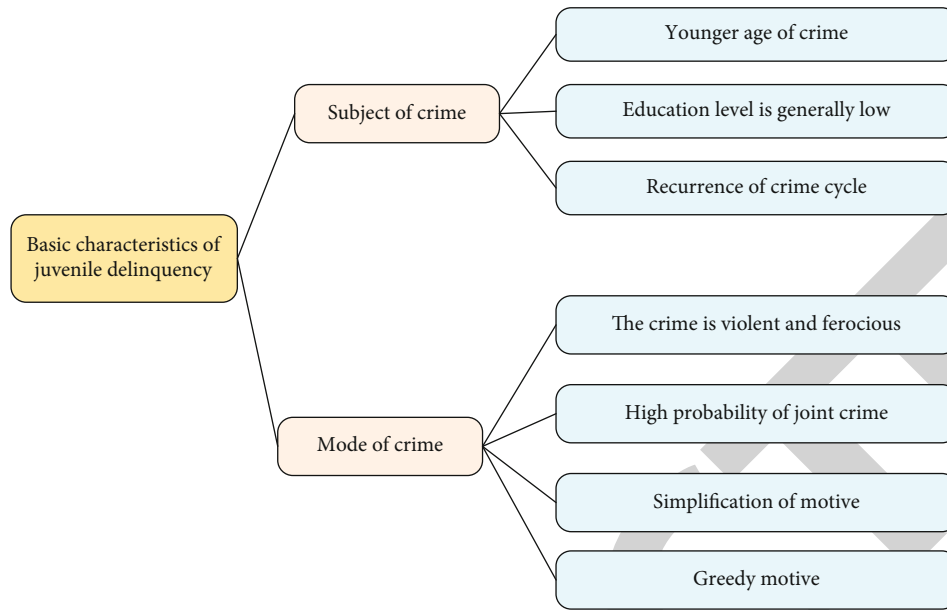 Basic characteristics of
juvenile delinquency
Subject of crime
Younger age of crime
Education level is generally low
Recurrence of crime cycle
Mode of crime
The crime is violent and ferocious
High probability of joint crime
Simplification of motive
Greedy motive